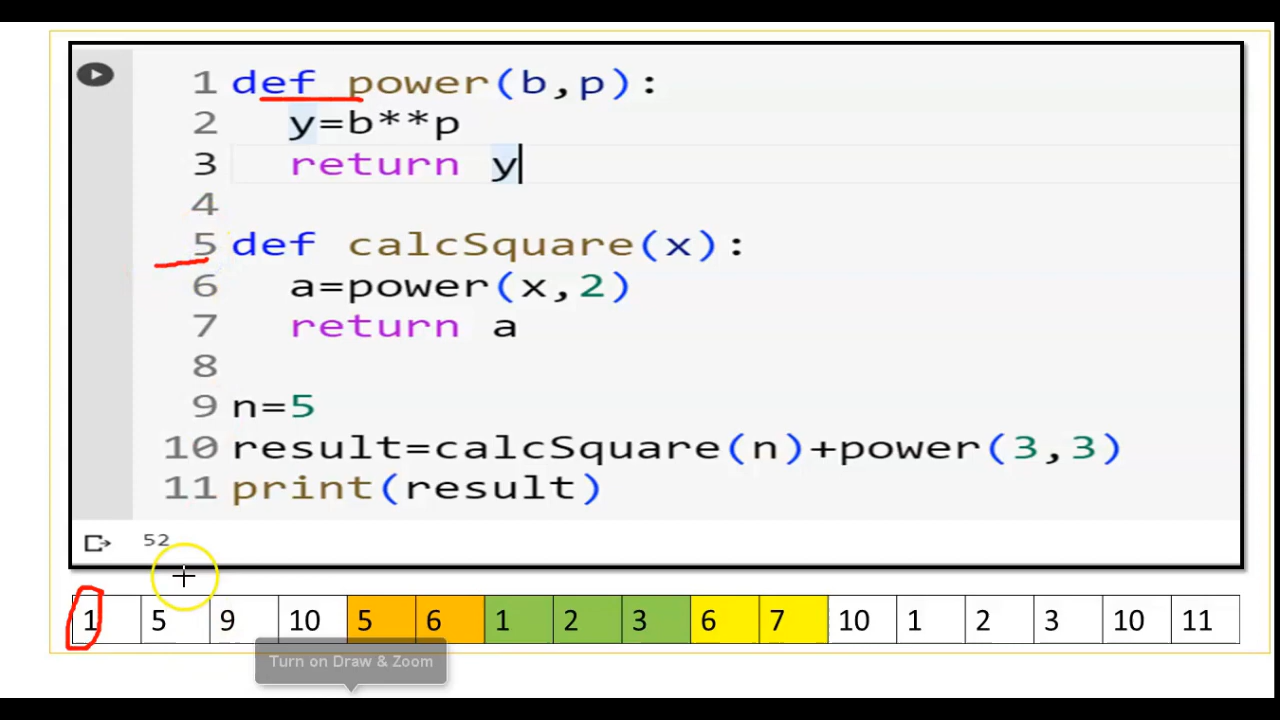 1 def power(b,p):
2 y=b**p
3 return y
4
5 def calcSquare(x):
6 a=power(x,2)
7 return a
8
9 n=5
10 result=calcSquare(n)+power(3,3)
11 print(result)
52
1 5 9 10 5 6 1 2 3 6 7 10 1 2 3 10 11
Turn on Draw & Zoom